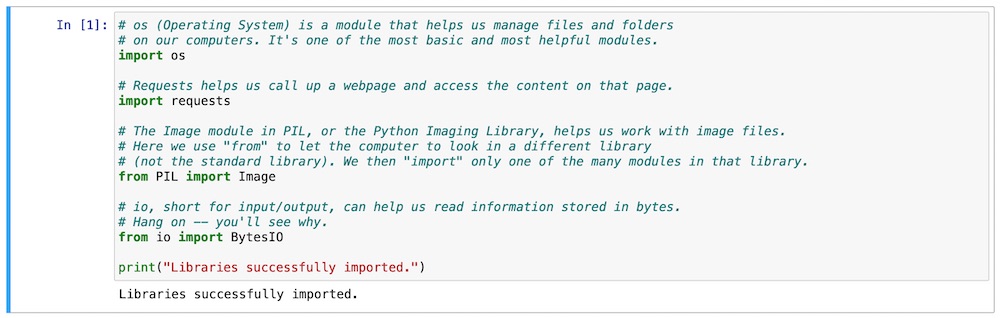 In [1]: # os (Operating System) is a module that helps us manage files and folders
# on our computers. It's one of the most basic and most helpful modules.
import os
# Requests helps us call up a webpage and access the content on that page.
import requests
# The Image module in PIL, or the Python Imaging Library, helps us work with image files.
# Here we use "from" to let the computer to look in a different library
# (not the standard library). We then "import" only one of the many modules in that library.
from PIL import Image
# io, short for input/output, can help us read information stored in bytes.
# Hang on -- you'll see why.
from io import BytesIO
print("Libraries successfully imported.")
Libraries successfully imported.